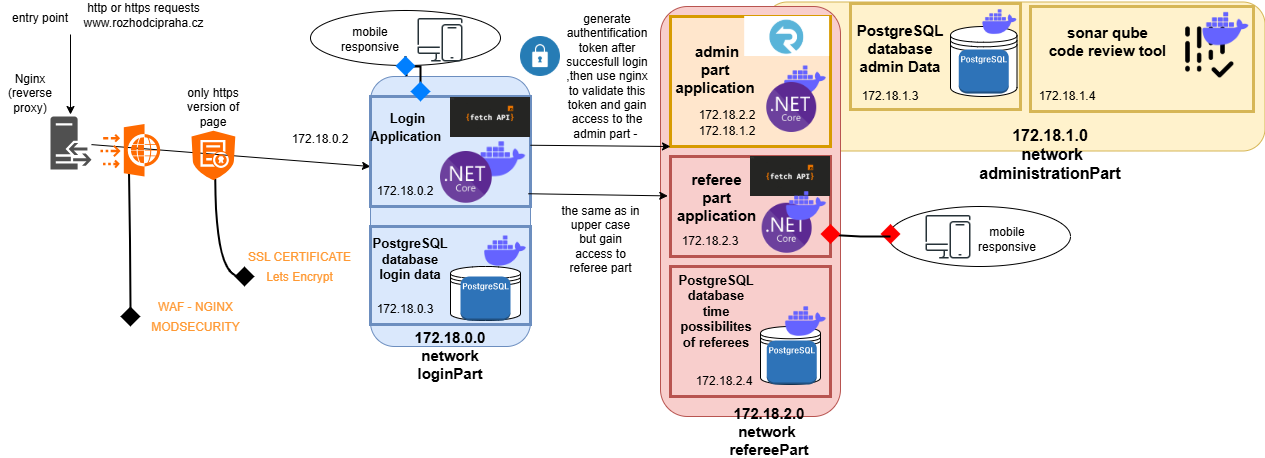 entry point
http or https requests
www.rozhodcipraha.cz
Nginx
(reverse
proxy)
only https
version of
page
172.18.0.2
SSL CERTIFICATE
Lets Encrypt
WAF - NGINX
MODSECURITY
mobile
responsive
Login
Application
{fetch API}
.NET
Core
172.18.0.2
PostgreSQL
database
login data
PostgreSQL
172.18.0.3
172.18.0.0
network
loginPart
generate
authentification
token after
succesfull login
,then use nginx
to validate this
token and gain
access to the
admin part -
the same as in
upper case
but gain
access to
referee part
admin
part
application
.NET
Core
172.18.2.2
172.18.1.2
referee
part
application
{fetch API}
.NET
Core
172.18.2.3
PostgreSQL
database
time
possibilites
of referees
PostgreSQL
172.18.2.4
172.18.2.0
network
refereePart
PostgreSQL
database
admin Data
PostgreSQL
172.18.1.3
sonar qube
code review tool
172.18.1.4
172.18.1.0
network
administrationPart
mobile
responsive